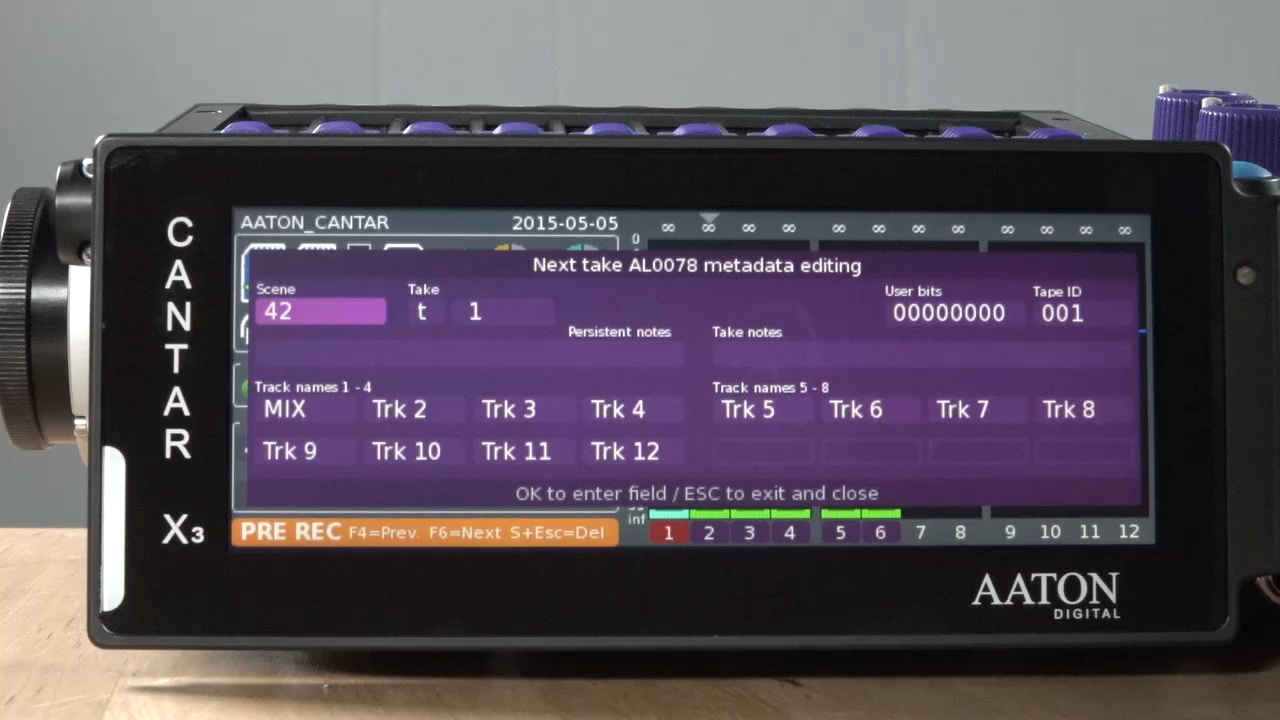 CANTAR X3
AATON_CANTAR 2015-05-05
∞ ∞ ∞ ∞ ∞ ∞ ∞ ∞ ∞ ∞ ∞ ∞
0
Next take AL0078 metadata editing
Scene Take User bits Tape ID
42 t 1 00000000 001
Persistent notes Take notes
Track names 1 - 4 Track names 5 - 8
MIX Trk 2 Trk 3 Trk 4 Trk 5 Trk 6 Trk 7 Trk 8
Trk 9 Trk 10 Trk 11 Trk 12
OK to enter field / ESC to exit and close
inf
PRE REC F4=Prev. F6=Next S+Esc=Del 1 2 3 4 5 6 7 8 9 10 11 12
AATON
DIGITAL